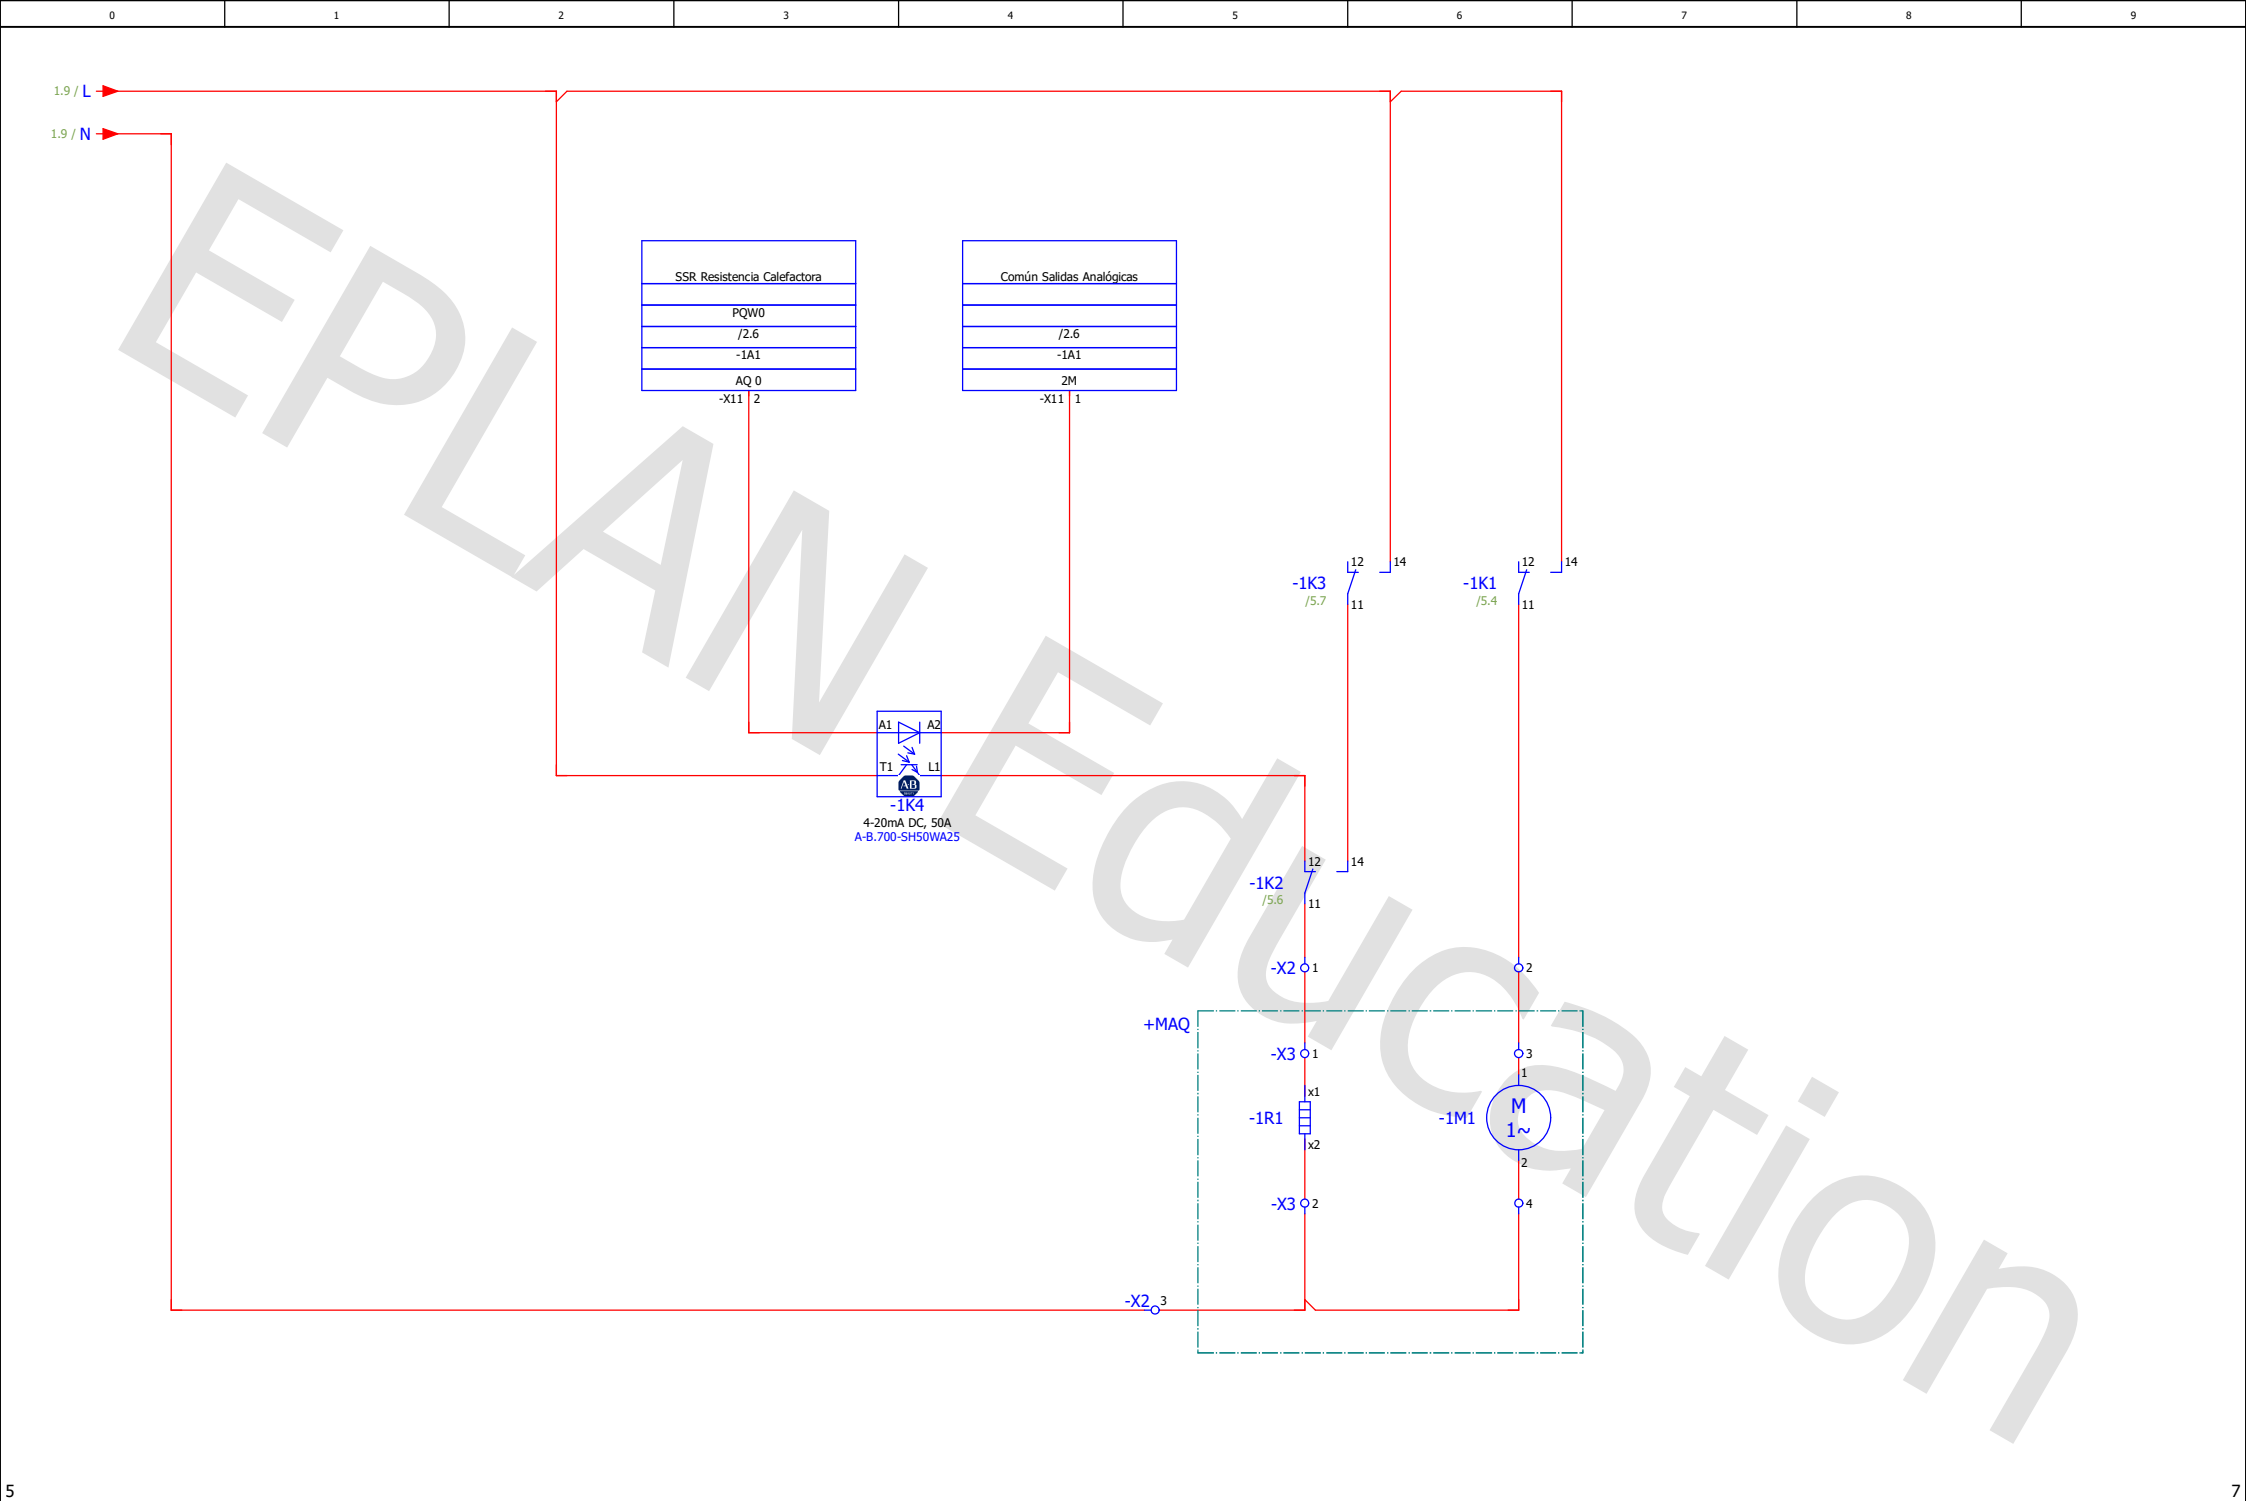 0 1 2 3 4 5 6 7 8 9
1.9 / L
1.9 / N
SSR Resistencia Calefactora
PQW0
/2.6
-1A1
AQ 0
-X11 2
Común Salidas Analógicas
/2.6
-1A1
2M
-X11 1
12 14
-1K3
/5.7
11
12 14
-1K1
/5.4
11
A1 A2
T1 L1
AB
-1K4
4-20mA DC, 50A
A-B.700-SH50WA25
12 14
-1K2
/5.6
11
-X2 1
2
+MAQ
-X3 1
3
x1
1
-1R1
-1M1
M
1~
x2
2
-X3 2
4
-X2 3
5
7
EPLAN Education